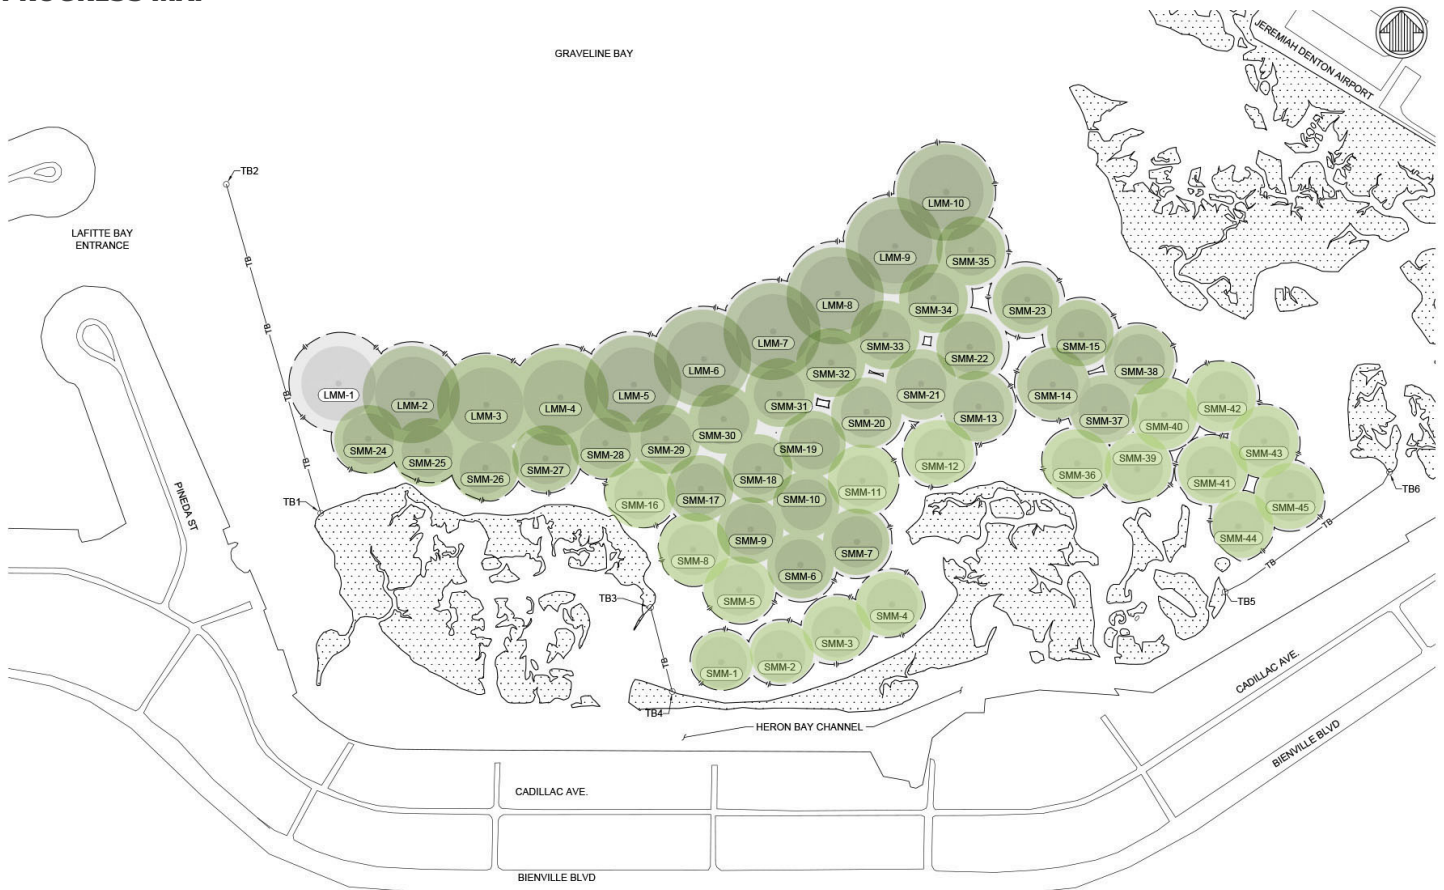 GRAVELINE BAY
JEREMIAH DENTON AIRPORT
TB2
LAFITTE BAY
ENTRANCE
TB
TB
TB
TB
TB1
PINEDA ST
LMM-10
LMM-9
SMM-35
LMM-8
SMM-34
SMM-23
LMM-7
SMM-33
SMM-15
LMM-6
SMM-32
SMM-22
SMM-38
LMM-1
LMM-2
LMM-3
LMM-4
LMM-5
SMM-31
SMM-21
SMM-14
SMM-20
SMM-13
SMM-37
SMM-42
SMM-40
SMM-30
SMM-24
SMM-25
SMM-26
SMM-27
SMM-28
SMM-29
SMM-19
SMM-12
SMM-39
SMM-43
SMM-36
SMM-18
SMM-41
SMM-16
SMM-17
SMM-10
SMM-11
SMM-45
TB6
SMM-9
SMM-7
SMM-44
TB
TB
SMM-8
SMM-6
SMM-5
TB3
TB5
SMM-4
SMM-3
SMM-2
SMM-1
TB
TB4
HERON BAY CHANNEL
CADILLAC AVE.
BIENVILLE BLVD
CADILLAC AVE.
BIENVILLE BLVD